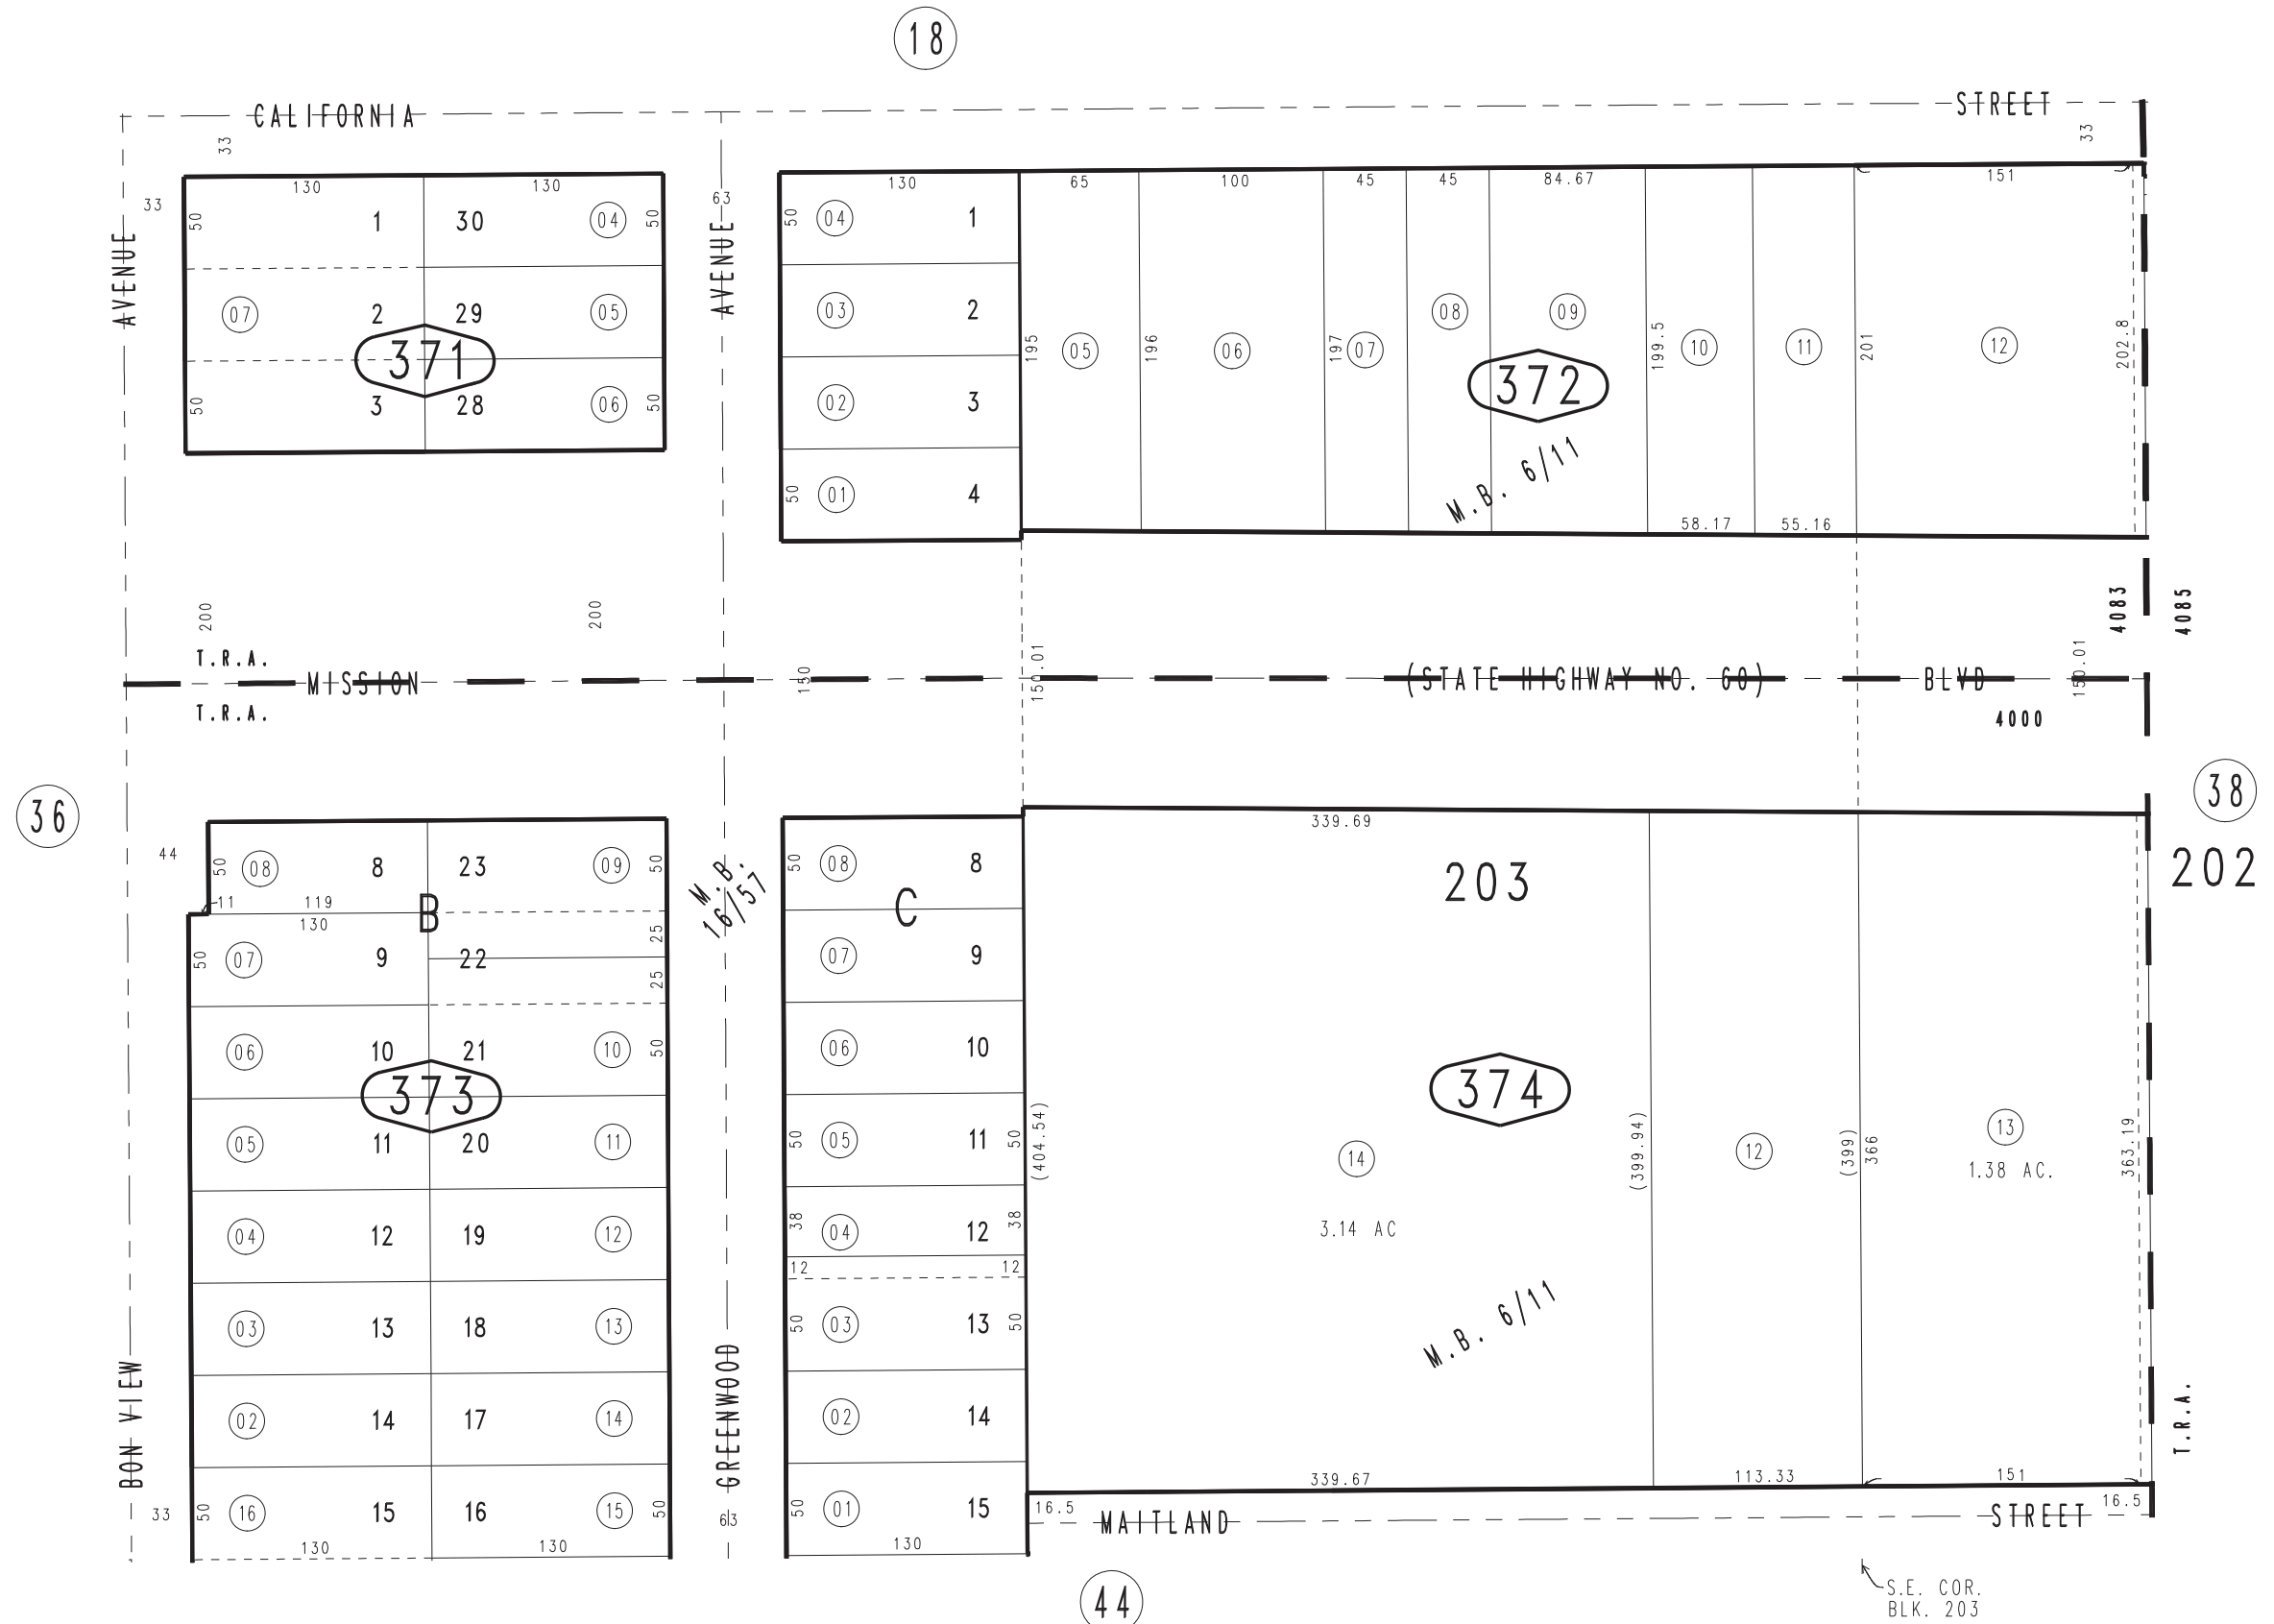 18
CALIFORNIA STREET
33 33
33 63
AVENUE AVENUE
130 130
50 1 30 04 50
07 2 29 05
371
50 3 28 06 50
130 65 100 45 45 84.67 151
50 04 1
03 2
02 3
50 01 4
195 05 196 06 197 07 08 09 199.5 10 11 201 12 202.8
372
M.B. 6/11
58.17 55.16
200 200
4083 4085
T.R.A.
MISSION (STATE HIGHWAY NO. 60) BLVD
150 150.01 150.01
T.R.A.
4000
36
38
202
44
50 08 8 23 09 50
11 119
130
B
50 07 9 22 25
25
06 10 21 10 50
373
05 11 20 11
04 12 19 12
03 13 18 13
02 14 17 14
50 16 15 16 15 50
130 130
33
BON VIEW
M.B.
16/57
GREENWOOD
63
50 08 8
C
07 9
06 10
50 05 11 50
38 04 12 38
12 12
50 03 13 50
02 14
50 01 15
130
339.69
203
374
(404.54) 14 (399.94) 12 (399) 366 13 363.19
1.38 AC.
3.14 AC
M.B. 6/11
T.R.A.
339.67 113.33 151
16.5 16.5
MAITLAND STREET
44
S.E. COR.
BLK. 203